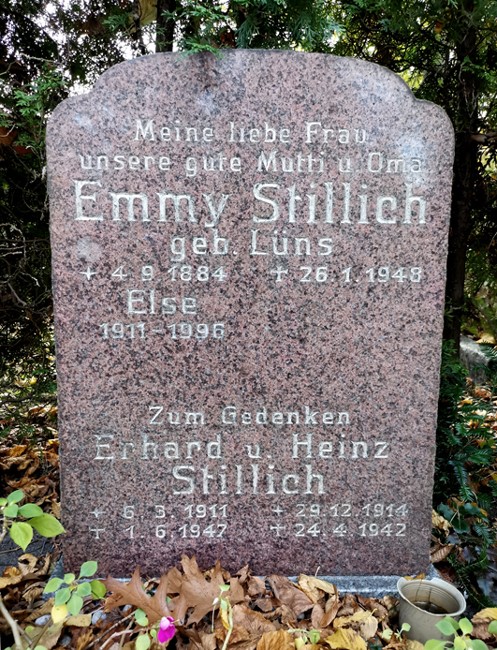 Meine liebe Frau
unsere gute Mutti u. Oma
Emmy Stillich
geb. Lüns
+ 4.9.1884 + 26.1.1948
Else
1911-1996
Zum Gedenken
Erhard u. Heinz
Stillich
* 6.3.1911 * 29.12.1914
+ 1.6.1947 + 24.4.1942